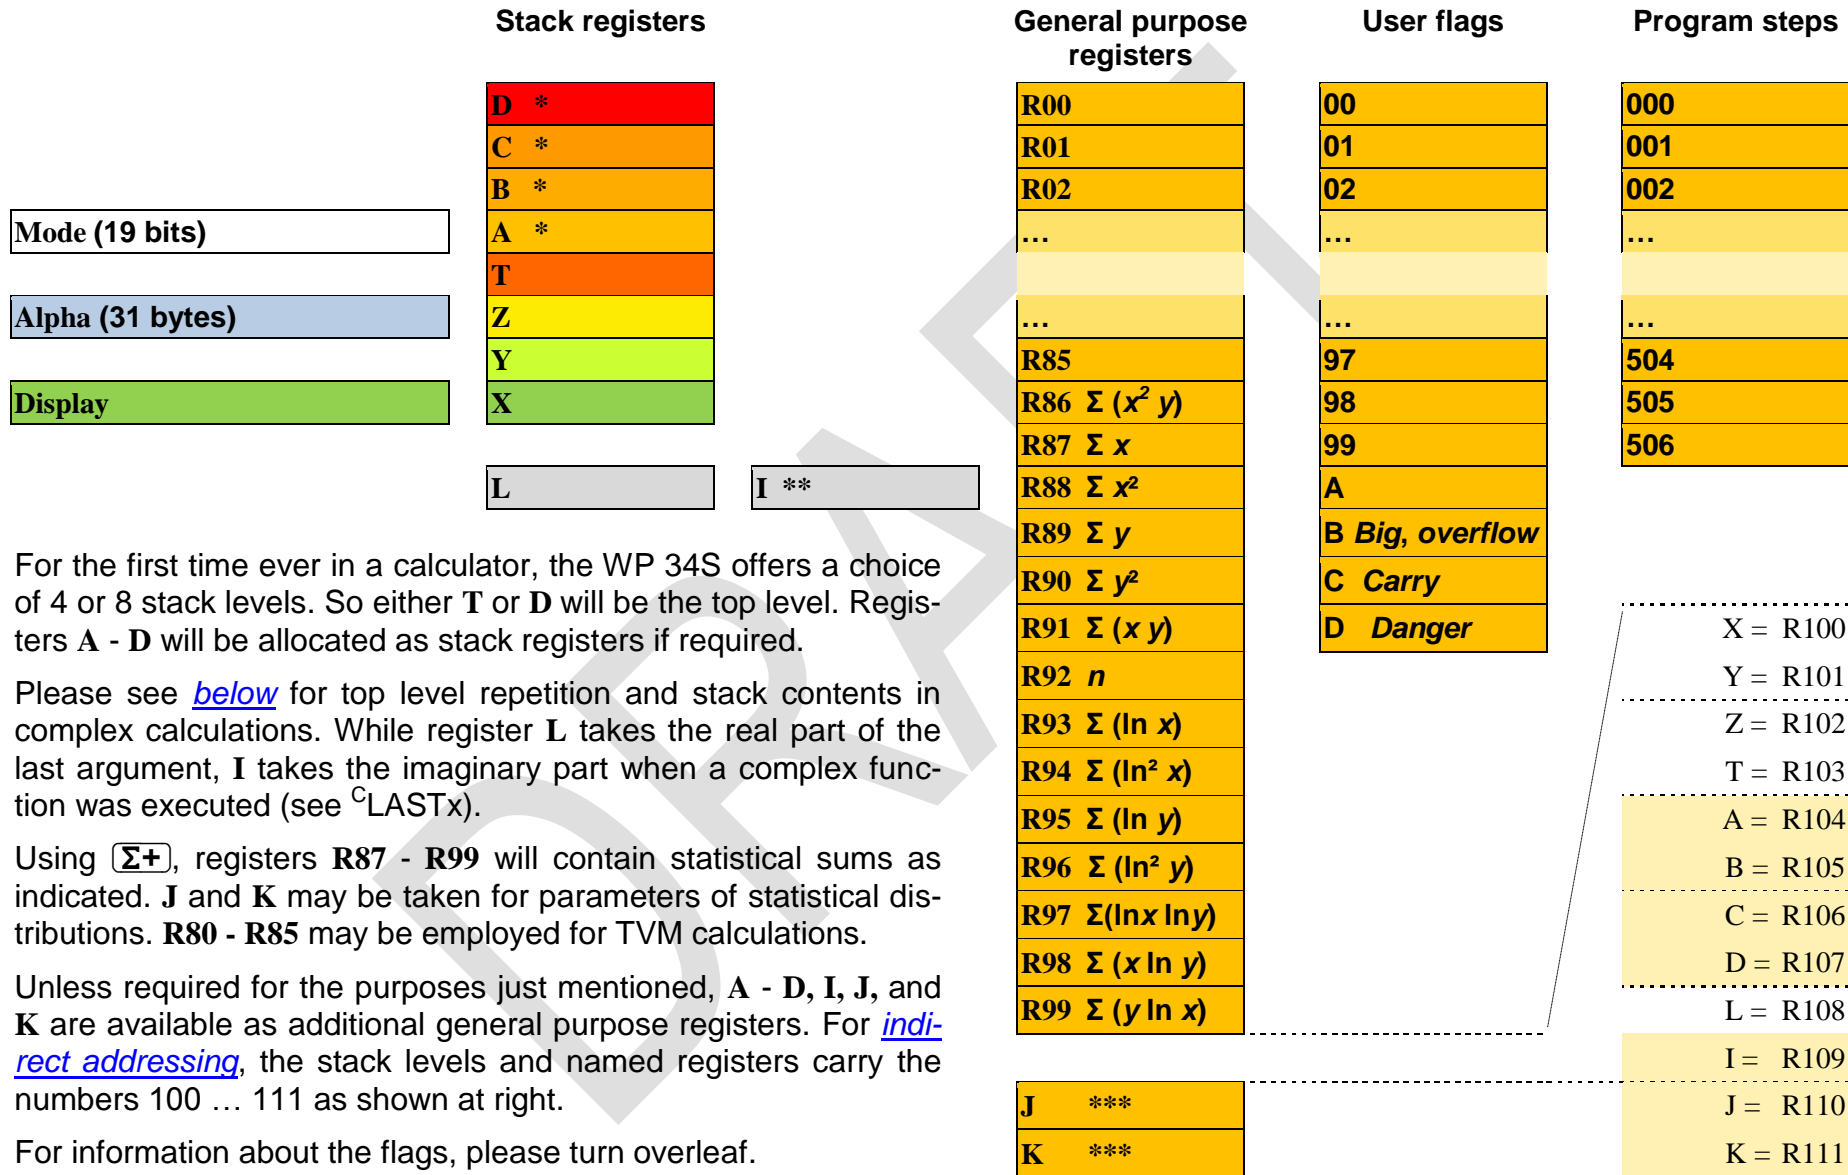 Stack registers
General purpose registers
User flags
Program steps
D *
C *
B *
A *
T
Z
Y
X
L
I **
Mode (19 bits)
Alpha (31 bytes)
Display
R00
R01
R02
…
…
R85
R86 Σ (x² y)
R87 Σ x
R88 Σ x²
R89 Σ y
R90 Σ y²
R91 Σ (x y)
R92 n
R93 Σ (ln x)
R94 Σ (ln² x)
R95 Σ (ln y)
R96 Σ (ln² y)
R97 Σ(lnx lny)
R98 Σ (x ln y)
R99 Σ (y ln x)
J ***
K ***
00
01
02
…
…
97
98
99
A
B Big, overflow
C Carry
D Danger
000
001
002
…
…
504
505
506
X = R100
Y = R101
Z = R102
T = R103
A = R104
B = R105
C = R106
D = R107
L = R108
I = R109
J = R110
K = R111
For the first time ever in a calculator, the WP 34S offers a choice
of 4 or 8 stack levels. So either T or D will be the top level. Regis-
ters A - D will be allocated as stack registers if required.
Please see below for top level repetition and stack contents in
complex calculations. While register L takes the real part of the
last argument, I takes the imaginary part when a complex func-
tion was executed (see ᶜLASTx).
Using Σ+, registers R87 - R99 will contain statistical sums as
indicated. J and K may be taken for parameters of statistical dis-
tributions. R80 - R85 may be employed for TVM calculations.
Unless required for the purposes just mentioned, A - D, I, J, and
K are available as additional general purpose registers. For indi-
rect addressing, the stack levels and named registers carry the
numbers 100 … 111 as shown at right.
For information about the flags, please turn overleaf.
DRAFT